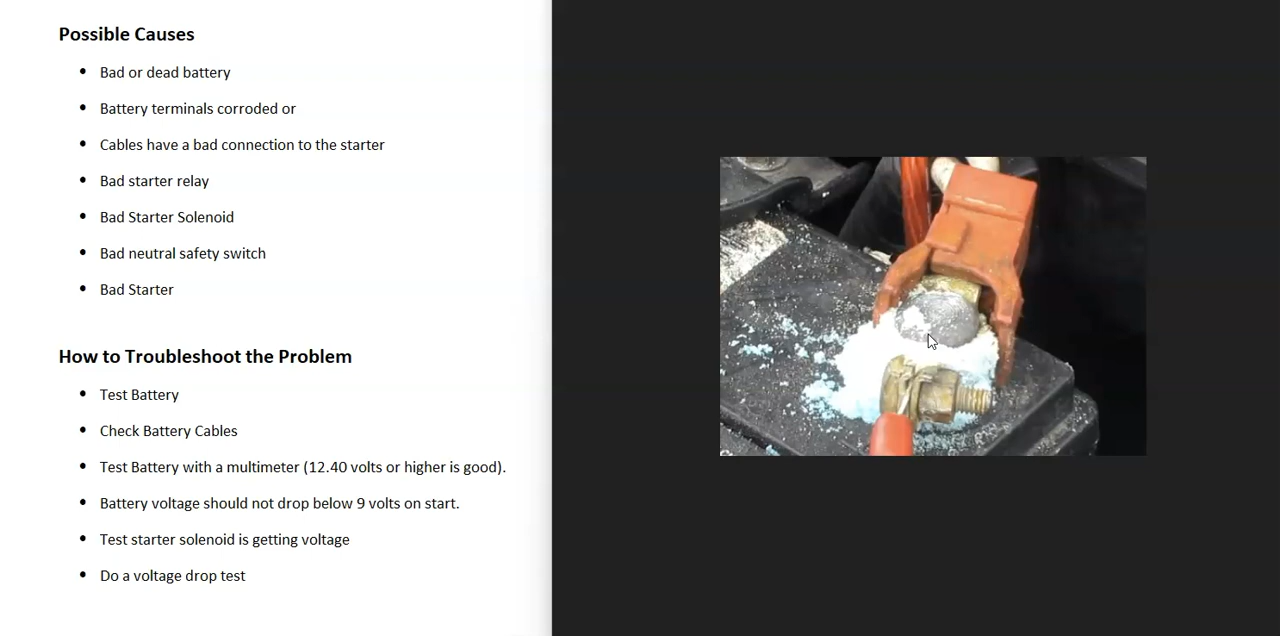 Possible Causes
Bad or dead battery
Battery terminals corroded or
Cables have a bad connection to the starter
Bad starter relay
Bad Starter Solenoid
Bad neutral safety switch
Bad Starter
How to Troubleshoot the Problem
Test Battery
Check Battery Cables
Test Battery with a multimeter (12.40 volts or higher is good).
Battery voltage should not drop below 9 volts on start.
Test starter solenoid is getting voltage
Do a voltage drop test